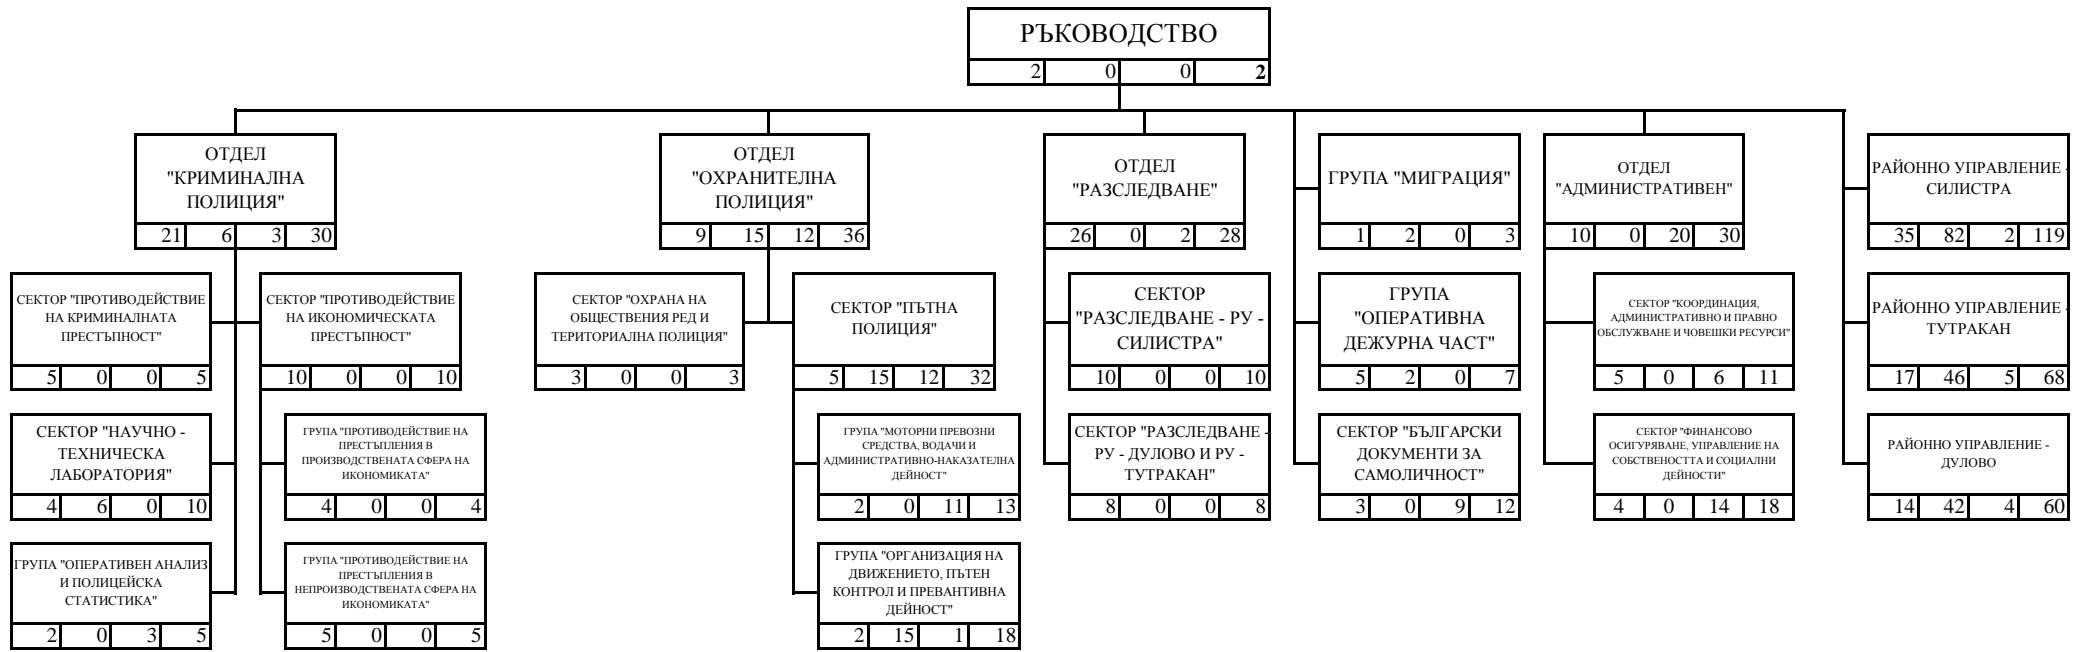 РЪКОВОДСТВО
2 0 0 2
ОТДЕЛ
"КРИМИНАЛНА
ПОЛИЦИЯ"
21 6 3 30
ОТДЕЛ
"ОХРАНИТЕЛНА
ПОЛИЦИЯ"
9 15 12 36
ОТДЕЛ
"РАЗСЛЕДВАНЕ"
26 0 2 28
ГРУПА "МИГРАЦИЯ"
1 2 0 3
ОТДЕЛ
"АДМИНИСТРАТИВЕН"
10 0 20 30
РАЙОННО УПРАВЛЕНИЕ -
СИЛИСТРА
35 82 2 119
СЕКТОР "ПРОТИВОДЕЙСТВИЕ
НА КРИМИНАЛНАТА
ПРЕСТЪПНОСТ"
5 0 0 5
СЕКТОР "ПРОТИВОДЕЙСТВИЕ
НА ИКОНОМИЧЕСКАТА
ПРЕСТЪПНОСТ"
10 0 0 10
СЕКТОР "ОХРАНА НА
ОБЩЕСТВЕНИЯ РЕД И
ТЕРИТОРИАЛНА ПОЛИЦИЯ"
3 0 0 3
СЕКТОР "ПЪТНА
ПОЛИЦИЯ"
5 15 12 32
СЕКТОР
"РАЗСЛЕДВАНЕ - РУ -
СИЛИСТРА"
10 0 0 10
ГРУПА
"ОПЕРАТИВНА
ДЕЖУРНА ЧАСТ"
5 2 0 7
СЕКТОР "КООРДИНАЦИЯ,
АДМИНИСТРАТИВНО И ПРАВНО
ОБСЛУЖВАНЕ И ЧОВЕШКИ РЕСУРСИ"
5 0 6 11
РАЙОННО УПРАВЛЕНИЕ -
ТУТРАКАН
17 46 5 68
СЕКТОР "НАУЧНО -
ТЕХНИЧЕСКА
ЛАБОРАТОРИЯ"
4 6 0 10
ГРУПА "ПРОТИВОДЕЙСТВИЕ НА
ПРЕСТЪПЛЕНИЯ В
ПРОИЗВОДСТВЕНАТА СФЕРА НА
ИКОНОМИКАТА"
4 0 0 4
ГРУПА "МОТОРНИ ПРЕВОЗНИ
СРЕДСТВА, ВОДАЧИ И
АДМИНИСТРАТИВНО-НАКАЗАТЕЛНА
ДЕЙНОСТ"
2 0 11 13
СЕКТОР "РАЗСЛЕДВАНЕ -
РУ - ДУЛОВО И РУ -
ТУТРАКАН"
8 0 0 8
СЕКТОР "БЪЛГАРСКИ
ДОКУМЕНТИ ЗА
САМОЛИЧНОСТ"
3 0 9 12
СЕКТОР "ФИНАНСОВО
ОСИГУРЯВАНЕ, УПРАВЛЕНИЕ НА
СОБСТВЕНОСТТА И СОЦИАЛНИ
ДЕЙНОСТИ"
4 0 14 18
РАЙОННО УПРАВЛЕНИЕ -
ДУЛОВО
14 42 4 60
ГРУПА "ОПЕРАТИВЕН АНАЛИЗ
И ПОЛИЦЕЙСКА
СТАТИСТИКА"
2 0 3 5
ГРУПА "ПРОТИВОДЕЙСТВИЕ НА
ПРЕСТЪПЛЕНИЯ В
НЕПРОИЗВОДСТВЕНАТА СФЕРА НА
ИКОНОМИКАТА"
5 0 0 5
ГРУПА "ОРГАНИЗАЦИЯ НА
ДВИЖЕНИЕТО, ПЪТЕН
КОНТРОЛ И ПРЕВАНТИВНА
ДЕЙНОСТ"
2 15 1 18